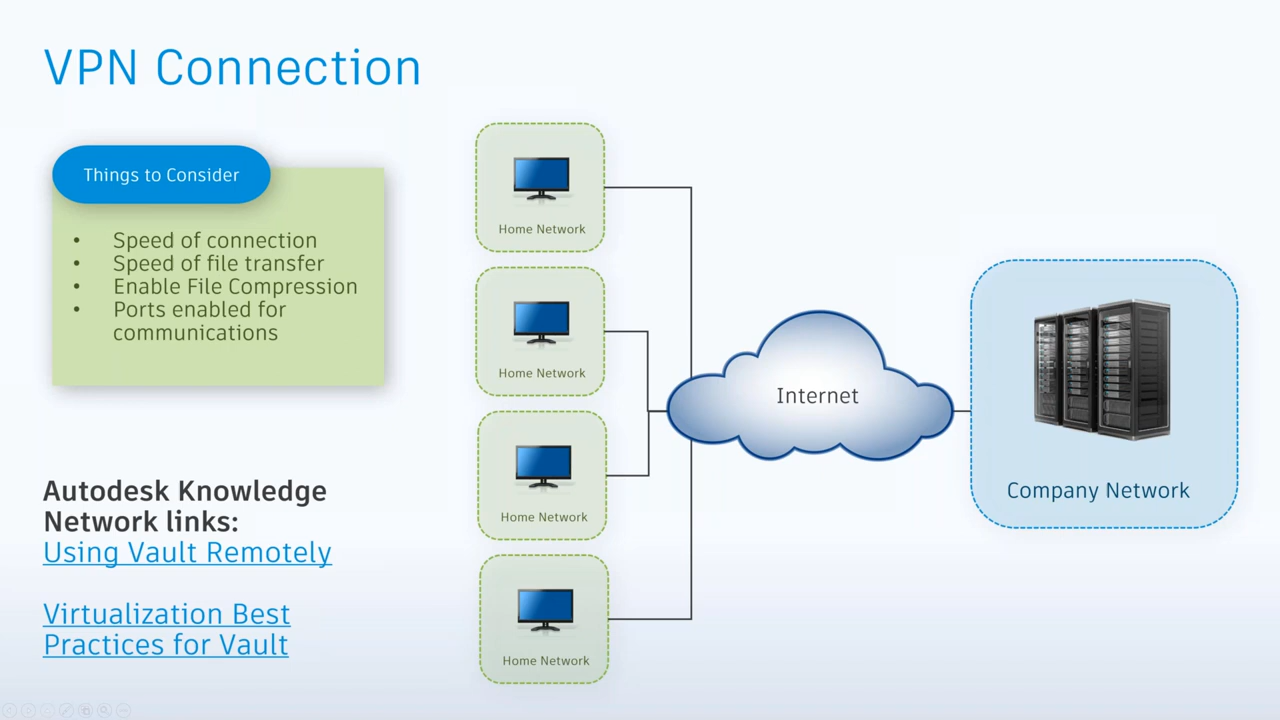 VPN Connection
Things to Consider
• Speed of connection
• Speed of file transfer
• Enable File Compression
• Ports enabled for
communications
Autodesk Knowledge
Network links:
Using Vault Remotely
Virtualization Best
Practices for Vault
Home Network
Home Network
Home Network
Home Network
Internet
Company Network